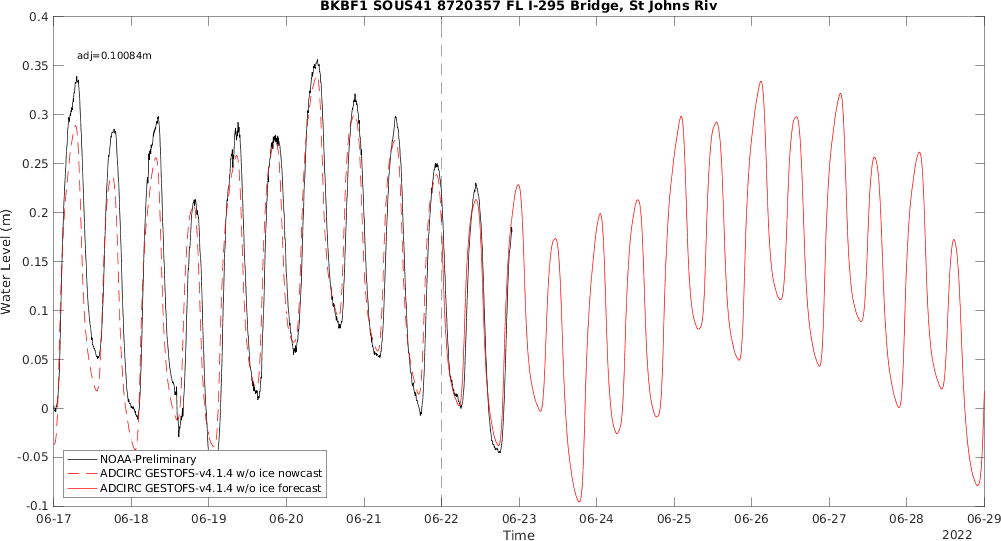 BKBF1 SOUS41 8720357 FL I-295 Bridge, St Johns Riv
adj=0.10084m
0.4
0.35
0.3
0.25
0.2
0.15
0.1
0.05
0
-0.05
-0.1
Water Level (m)
NOAA-Preliminary
ADCIRC GESTOFS-v4.1.4 w/o ice nowcast
ADCIRC GESTOFS-v4.1.4 w/o ice forecast
06-17 06-18 06-19 06-20 06-21 06-22 06-23 06-24 06-25 06-26 06-27 06-28 06-29
Time
2022